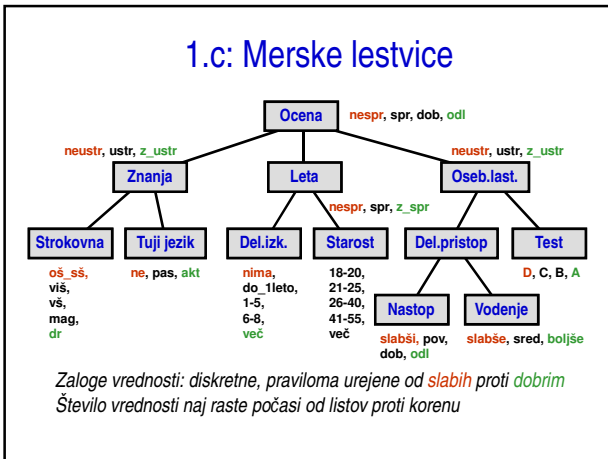 1.c: Merske lestvice
Ocena
nespr, spr, dob, odl
neustr, ustr, z_ustr
neustr, ustr, z_ustr
Znanja
Leta
Oseb.last.
nespr, spr, z_spr
Strokovna
Tuji jezik
Del.izk.
Starost
Del.pristop
Test
oš_sš,
viš,
vš,
mag,
dr
ne, pas, akt
nima,
do_1leto,
1-5,
6-8,
več
18-20,
21-25,
26-40,
41-55,
več
D, C, B, A
Nastop
Vodenje
slabši, pov,
dob, odl
slabše, sred, boljše
Zaloge vrednosti: diskretne, praviloma urejene od slabih proti dobrim
Število vrednosti naj raste počasi od listov proti korenu